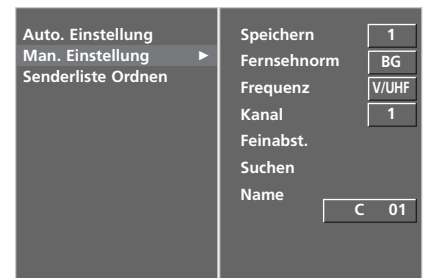 Auto. Einstellung
Man. Einstellung ►
Senderliste Ordnen
Speichern 1
Fernsehnorm BG
Frequenz V/UHF
Kanal 1
Feinabst.
Suchen
Name
C 01